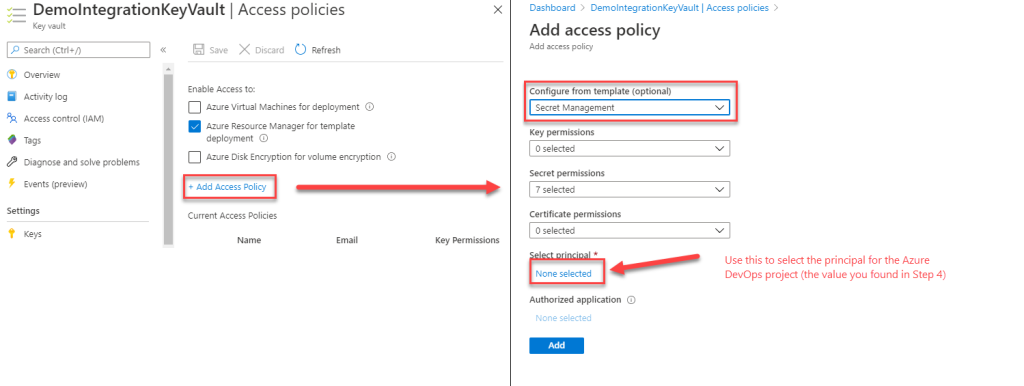 DemoIntegrationKeyVault | Access policies
Key vault
Search (Ctrl+/)
«
Save
Discard
Refresh
Overview
Activity log
Access control (IAM)
Tags
Diagnose and solve problems
Events (preview)
Settings
Keys
Enable Access to:
Azure Virtual Machines for deployment
Azure Resource Manager for template
deployment
Azure Disk Encryption for volume encryption
+ Add Access Policy
Current Access Policies
Name Email Key Permissions
Dashboard > DemoIntegrationKeyVault | Access policies >
Add access policy
Add access policy
Configure from template (optional)
Secret Management
Key permissions
0 selected
Secret permissions
7 selected
Certificate permissions
0 selected
Select principal *
None selected
Use this to select the principal for the Azure
DevOps project (the value you found in Step 4)
Authorized application
None selected
Add